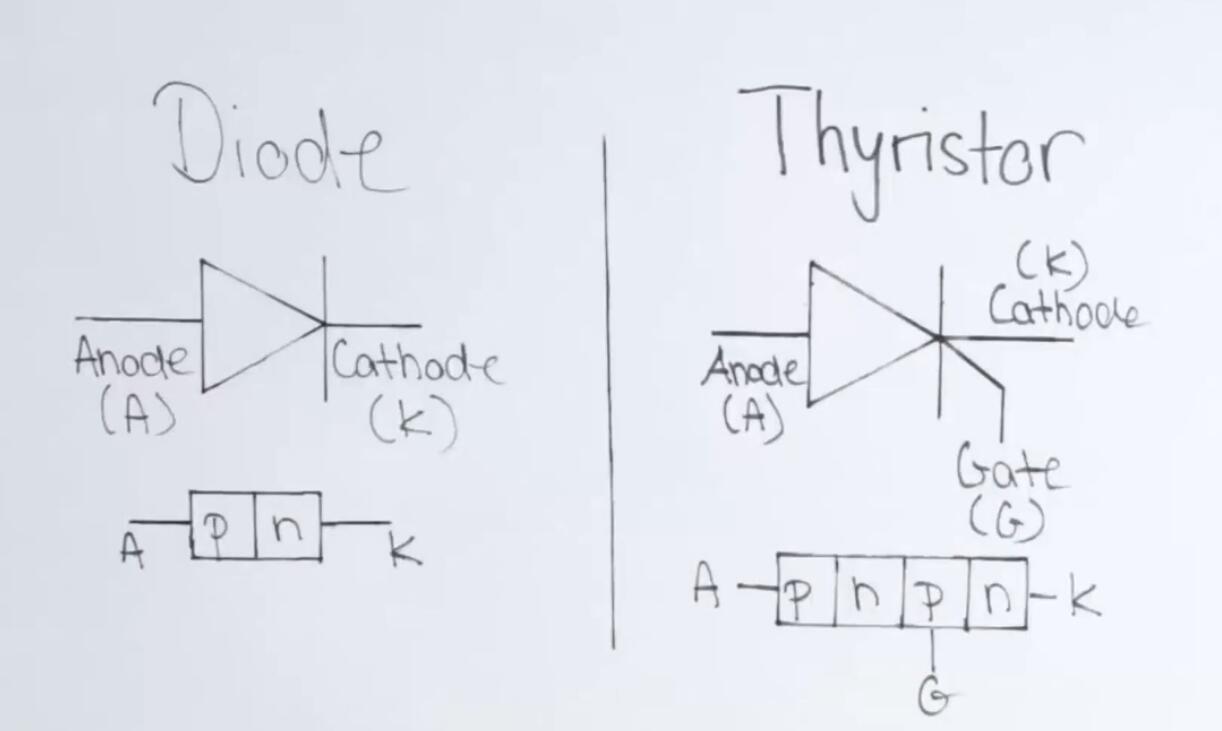 Diode
Anode
(A)
Cathode
(K)
A p n K
Thyristor
(K)
Cathode
Anode
(A)
Gate
(G)
A p n p n K
G